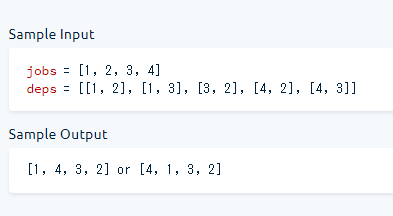 Sample Input
jobs = [1, 2, 3, 4]
deps = [[1, 2], [1, 3], [3, 2], [4, 2], [4, 3]]
Sample Output
[1, 4, 3, 2] or [4, 1, 3, 2]